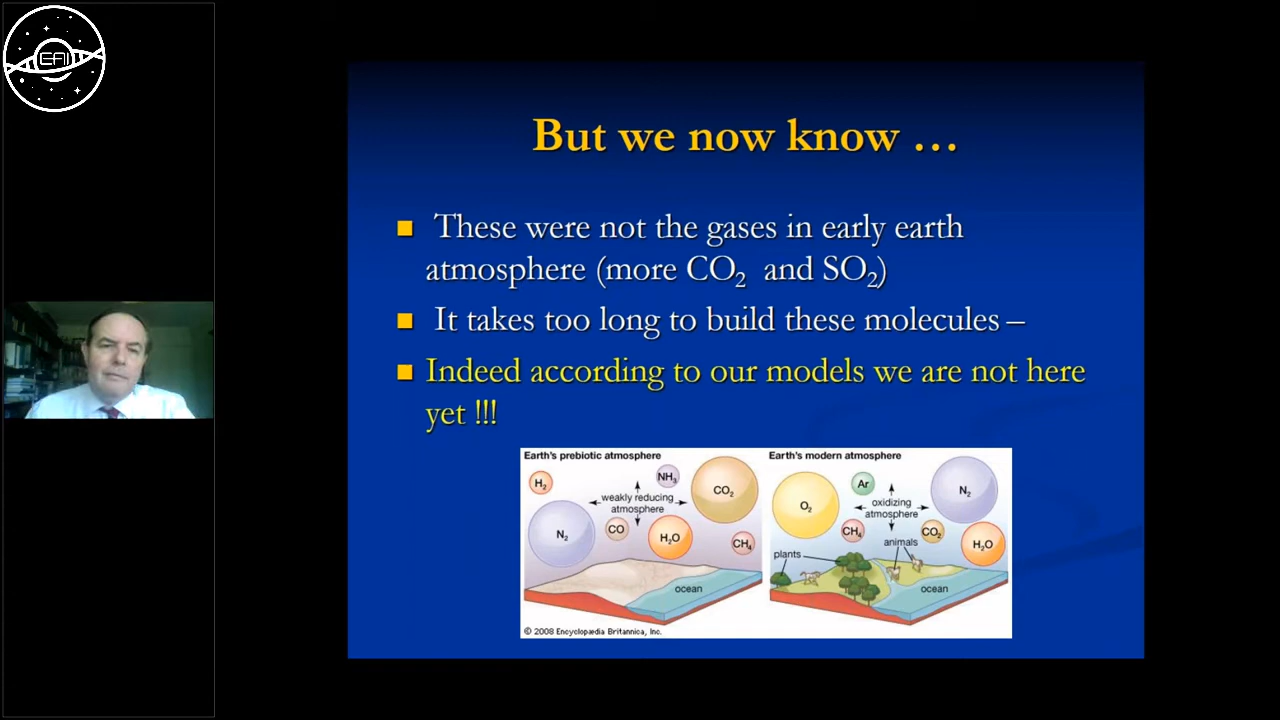 EAI
But we now know …
These were not the gases in early earth
atmosphere (more CO₂ and SO₂)
It takes too long to build these molecules –
Indeed according to our models we are not here
yet !!!
Earth's prebiotic atmosphere
H₂
NH₃
CO₂
weakly reducing
atmosphere
N₂
CO
H₂O
CH₄
ocean
Earth's modern atmosphere
O₂
Ar
N₂
oxidizing
atmosphere
CH₄
CO₂
H₂O
animals
plants
ocean
© 2008 Encyclopædia Britannica, Inc.